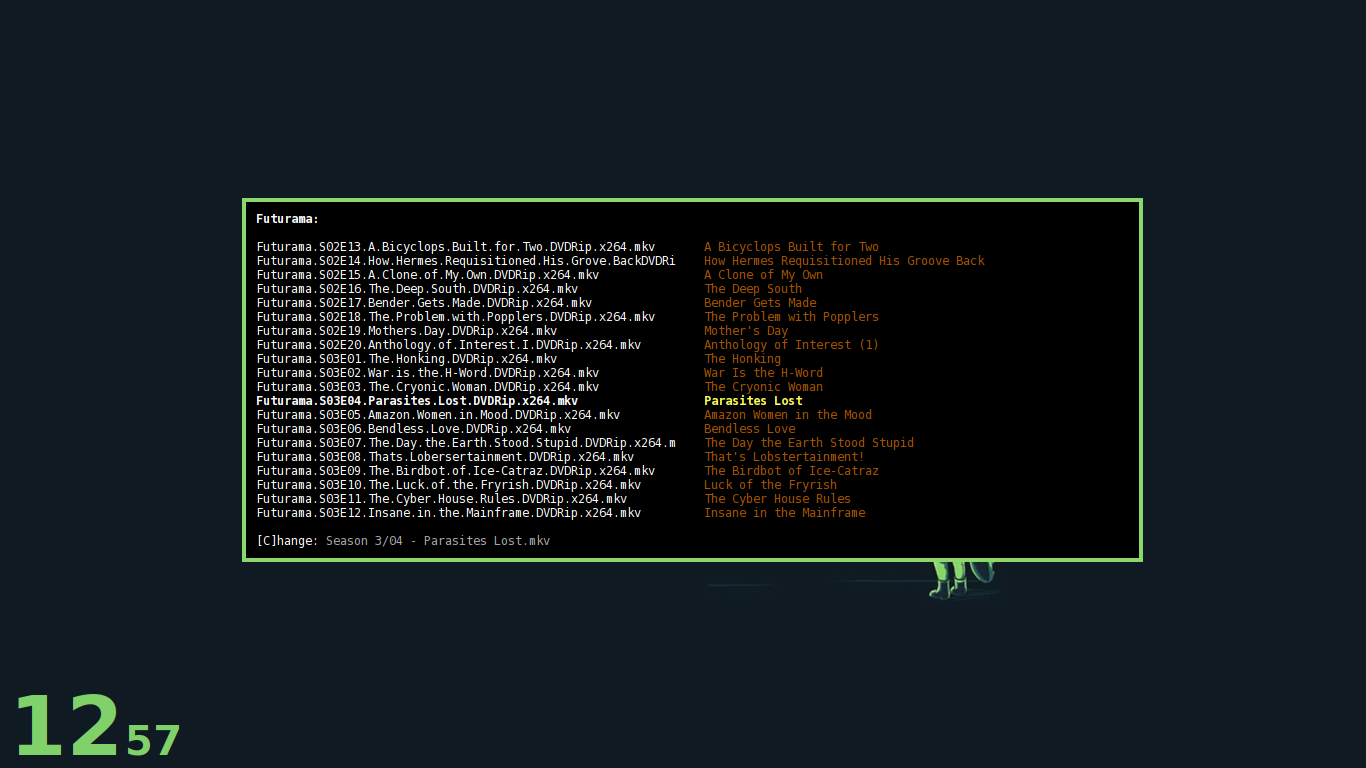 Futurama:
Futurama.S02E13.A.Bicyclops.Built.for.Two.DVDRip.x264.mkv A Bicyclops Built for Two
Futurama.S02E14.How.Hermes.Requisitioned.His.Grove.BackDVDRi How Hermes Requisitioned His Groove Back
Futurama.S02E15.A.Clone.of.My.Own.DVDRip.x264.mkv A Clone of My Own
Futurama.S02E16.The.Deep.South.DVDRip.x264.mkv The Deep South
Futurama.S02E17.Bender.Gets.Made.DVDRip.x264.mkv Bender Gets Made
Futurama.S02E18.The.Problem.with.Popplers.DVDRip.x264.mkv The Problem with Popplers
Futurama.S02E19.Mothers.Day.DVDRip.x264.mkv Mother's Day
Futurama.S02E20.Anthology.of.Interest.I.DVDRip.x264.mkv Anthology of Interest (1)
Futurama.S03E01.The.Honking.DVDRip.x264.mkv The Honking
Futurama.S03E02.War.is.the.H-Word.DVDRip.x264.mkv War Is the H-Word
Futurama.S03E03.The.Cryonic.Woman.DVDRip.x264.mkv The Cryonic Woman
Futurama.S03E04.Parasites.Lost.DVDRip.x264.mkv Parasites Lost
Futurama.S03E05.Amazon.Women.in.Mood.DVDRip.x264.mkv Amazon Women in the Mood
Futurama.S03E06.Bendless.Love.DVDRip.x264.mkv Bendless Love
Futurama.S03E07.The.Day.the.Earth.Stood.Stupid.DVDRip.x264.m The Day the Earth Stood Stupid
Futurama.S03E08.Thats.Lobersertainment.DVDRip.x264.mkv That's Lobstertainment!
Futurama.S03E09.The.Birdbot.of.Ice-Catraz.DVDRip.x264.mkv The Birdbot of Ice-Catraz
Futurama.S03E10.The.Luck.of.the.Fryrish.DVDRip.x264.mkv Luck of the Fryrish
Futurama.S03E11.The.Cyber.House.Rules.DVDRip.x264.mkv The Cyber House Rules
Futurama.S03E12.Insane.in.the.Mainframe.DVDRip.x264.mkv Insane in the Mainframe
[C]hange: Season 3/04 - Parasites Lost.mkv
12 57